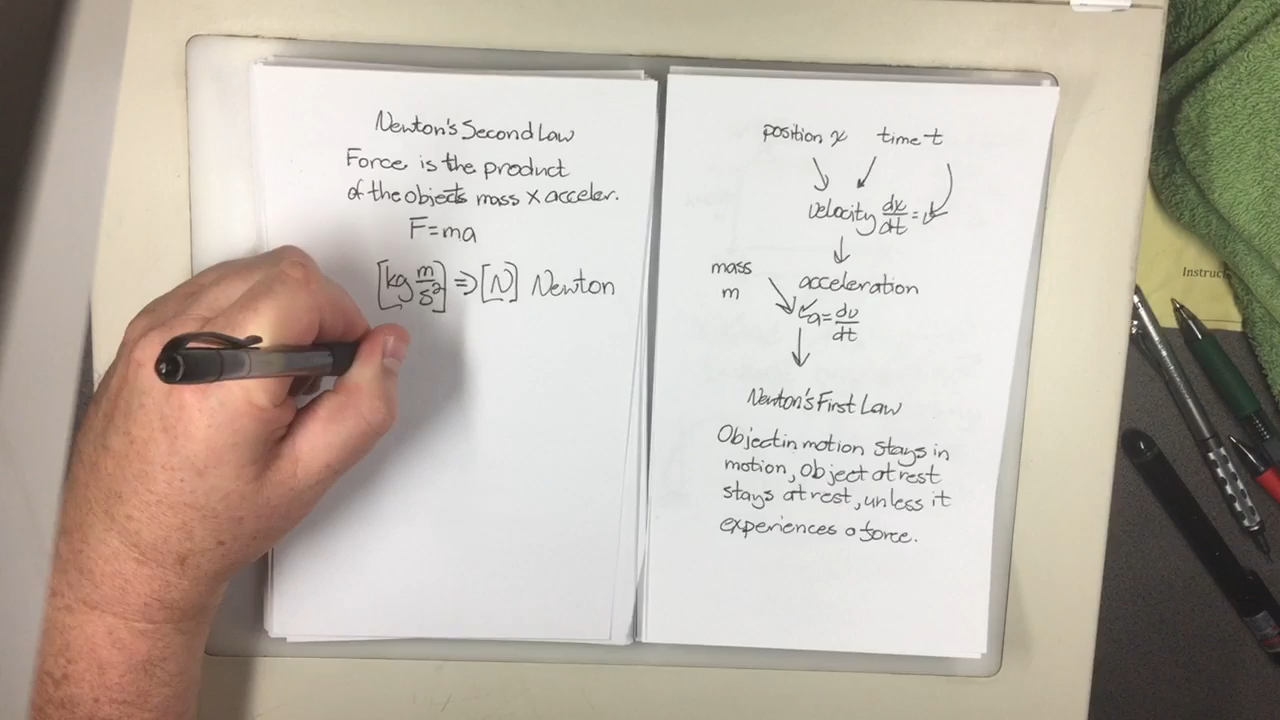 Newton's Second Law
Force is the product
of the objects mass x acceler.
F=ma
[kg m/s²] => [N] Newton
position x time t
velocity dx/dt = v
mass
m
acceleration
a = dv/dt
Newton's First Law
Object in motion stays in
motion, object at rest
stays at rest, unless it
experiences a force.
Instruc